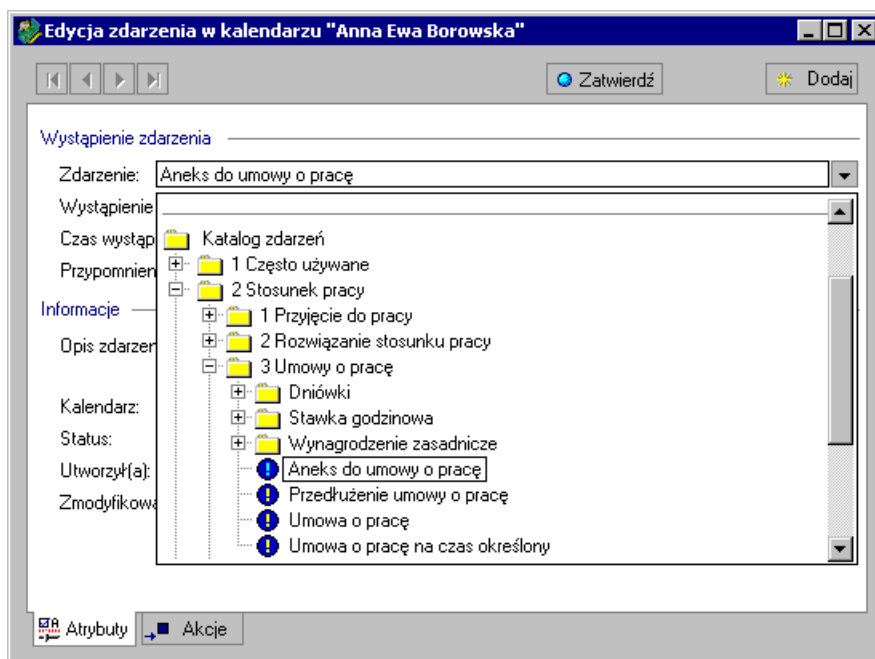 Edycja zdarzenia w kalendarzu "Anna Ewa Borowska"
Zatwierdź
Dodaj
Wystąpienie zdarzenia
Zdarzenie:
Aneks do umowy o pracę
Wystąpienie
Czas wystąp
Katalog zdarzeń
Przypomnien
1 Często używane
2 Stosunek pracy
Informacje
1 Przyjęcie do pracy
Opis zdarzer
2 Rozwiązanie stosunku pracy
3 Umowy o pracę
Dniówki
Kalendarz:
Stawka godzinowa
Status:
Wynagrodzenie zasadnicze
Utworzył(a):
Aneks do umowy o pracę
Zmodyfikowa
Przedłużenie umowy o pracę
Umowa o pracę
Umowa o pracę na czas określony
Atrybuty
Akcje